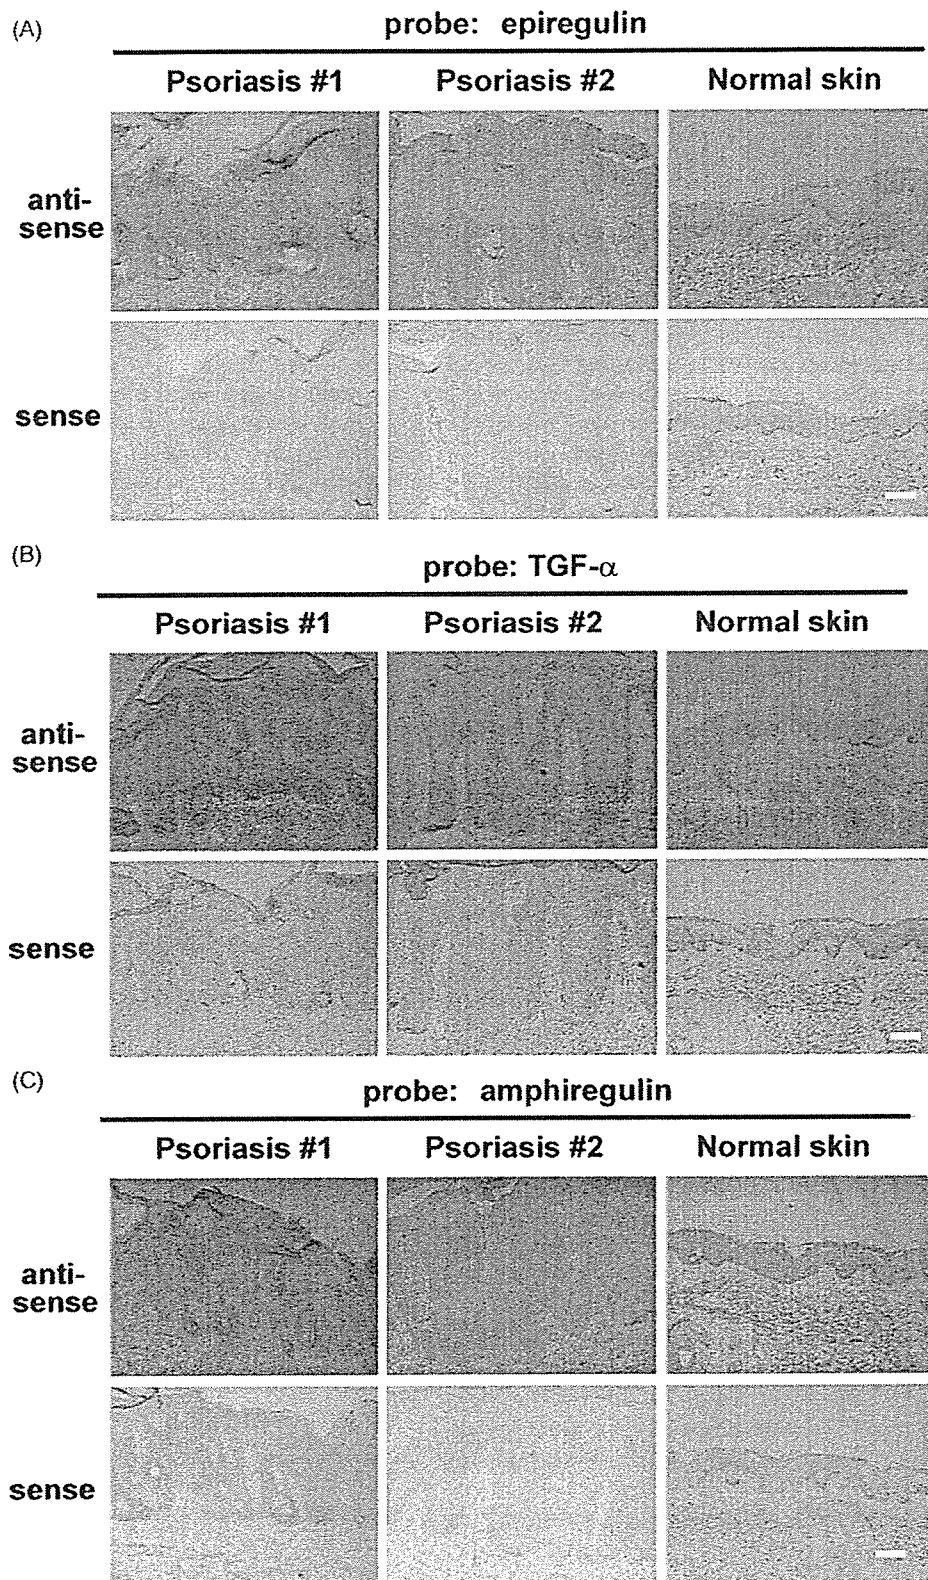 (A)
probe: epiregulin
Psoriasis #1 Psoriasis #2 Normal skin
anti-
sense
sense
(B)
probe: TGF-α
Psoriasis #1 Psoriasis #2 Normal skin
anti-
sense
sense
(C)
probe: amphiregulin
Psoriasis #1 Psoriasis #2 Normal skin
anti-
sense
sense